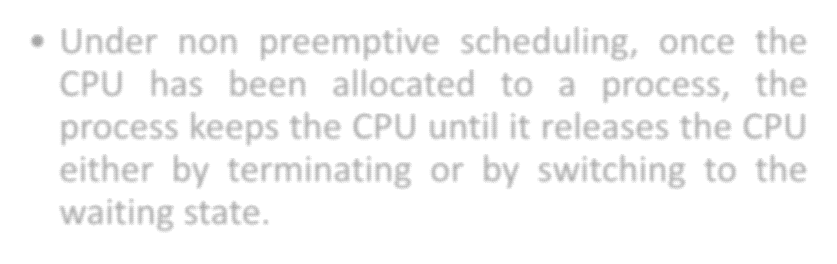 • Under non preemptive scheduling, once the
CPU has been allocated to a process, the
process keeps the CPU until it releases the CPU
either by terminating or by switching to the
waiting state.